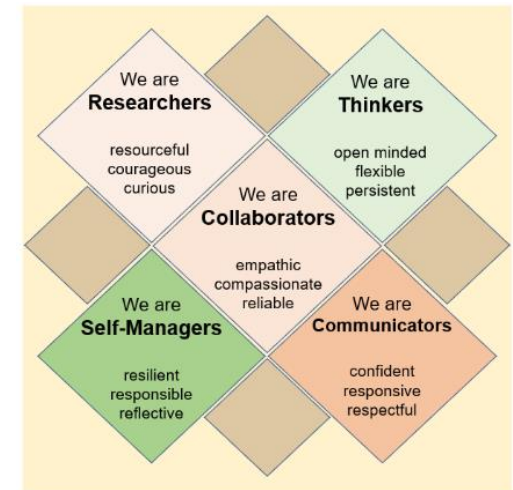 We are
Researchers
resourceful
courageous
curious
We are
Thinkers
open minded
flexible
persistent
We are
Collaborators
empathic
compassionate
reliable
We are
Self-Managers
resilient
responsible
reflective
We are
Communicators
confident
responsive
respectful